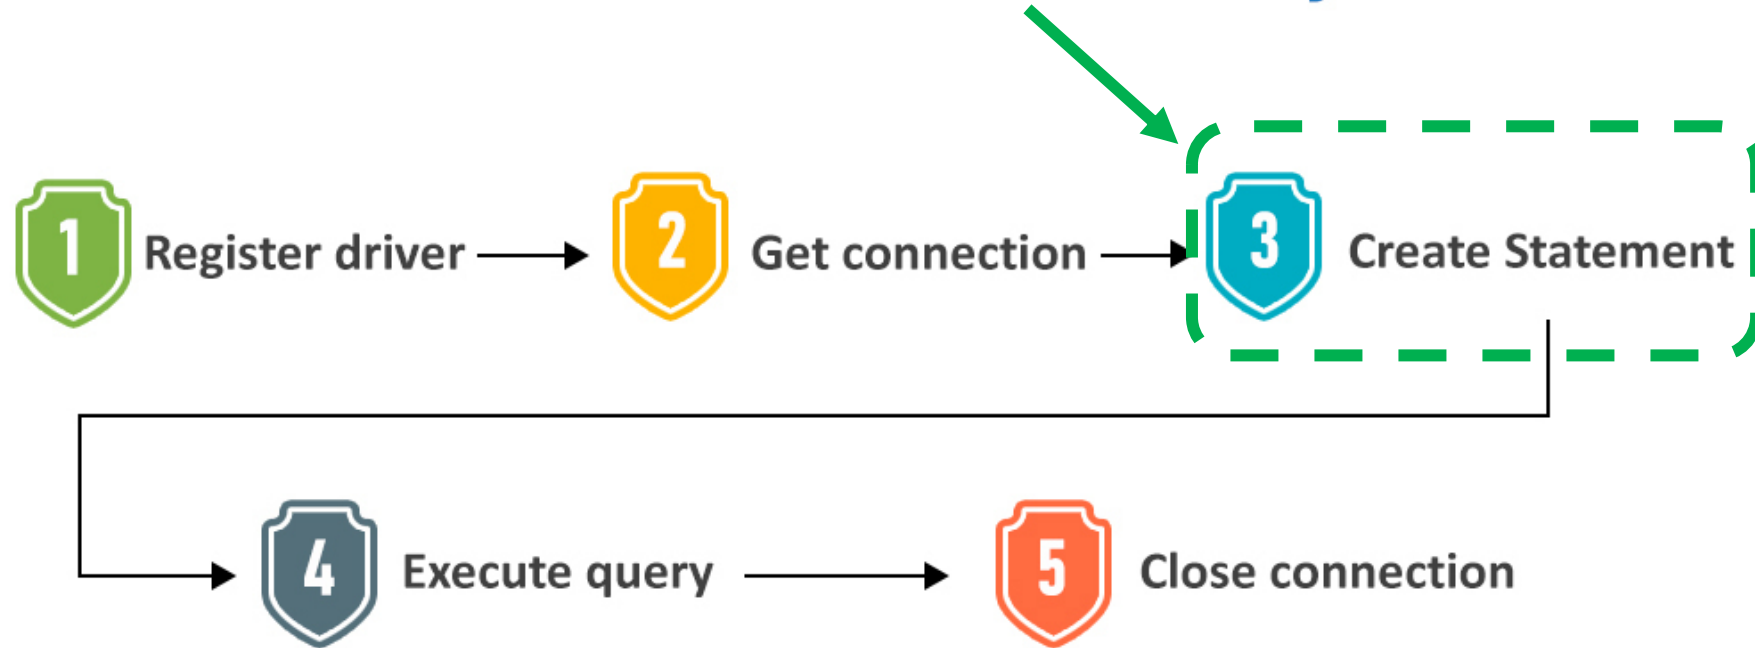 1 Register driver 2 Get connection 3 Create Statement
4 Execute query 5 Close connection